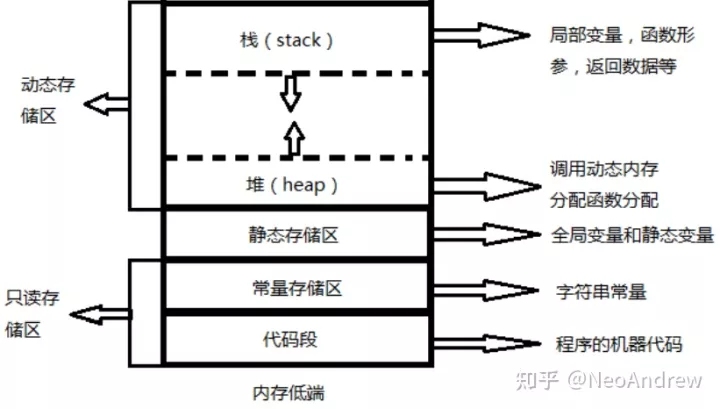 栈（stack）
局部变量，函数形
参，返回数据等
动态存
储区
堆（heap）
调用动态内存
分配函数分配
静态存储区
全局变量和静态变量
只读存
储区
常量存储区
字符串常量
代码段
程序的机器代码
内存低端
知乎 @NeoAndrew